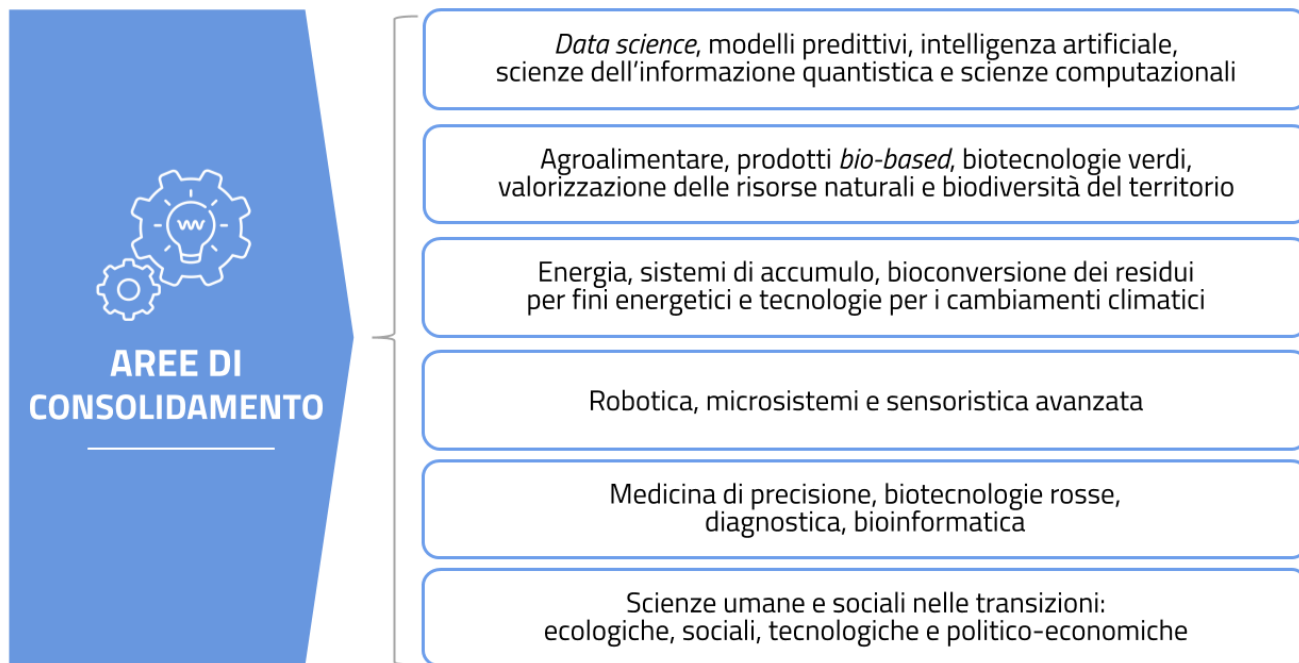 AREE DI
CONSOLIDAMENTO
Data science, modelli predittivi, intelligenza artificiale,
scienze dell'informazione quantistica e scienze computazionali
Agroalimentare, prodotti bio-based, biotecnologie verdi,
valorizzazione delle risorse naturali e biodiversità del territorio
Energia, sistemi di accumulo, bioconversione dei residui
per fini energetici e tecnologie per i cambiamenti climatici
Robotica, microsistemi e sensoristica avanzata
Medicina di precisione, biotecnologie rosse,
diagnostica, bioinformatica
Scienze umane e sociali nelle transizioni:
ecologiche, sociali, tecnologiche e politico-economiche